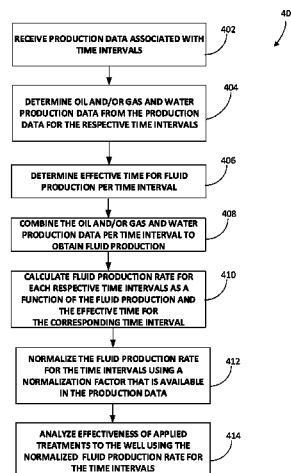 40
RECEIVE PRODUCTION DATA ASSOCIATED WITH
TIME INTERVALS
402
DETERMINE OIL AND/OR GAS AND WATER
PRODUCTION DATA FROM THE PRODUCTION
DATA FOR THE RESPECTIVE TIME INTERVALS
404
DETERMINE EFFECTIVE TIME FOR FLUID
PRODUCTION PER TIME INTERVAL
406
COMBINE THE OIL AND/OR GAS AND WATER
PRODUCTION DATA PER TIME INTERVAL TO
OBTAIN FLUID PRODUCTION
408
CALCULATE FLUID PRODUCTION RATE FOR
EACH RESPECTIVE TIME INTERVALS AS A
FUNCTION OF THE FLUID PRODUCTION AND
THE EFFECTIVE TIME FOR
THE CORRESPONDING TIME INTERVAL
410
NORMALIZE THE FLUID PRODUCTION RATE
FOR THE TIME INTERVALS USING A
NORMALIZATION FACTOR THAT IS AVAILABLE
IN THE PRODUCTION DATA
412
ANALYZE EFFECTIVENESS OF APPLIED
TREATMENTS TO THE WELL USING THE
NORMALIZED FLUID PRODUCTION RATE FOR
THE TIME INTERVALS
414